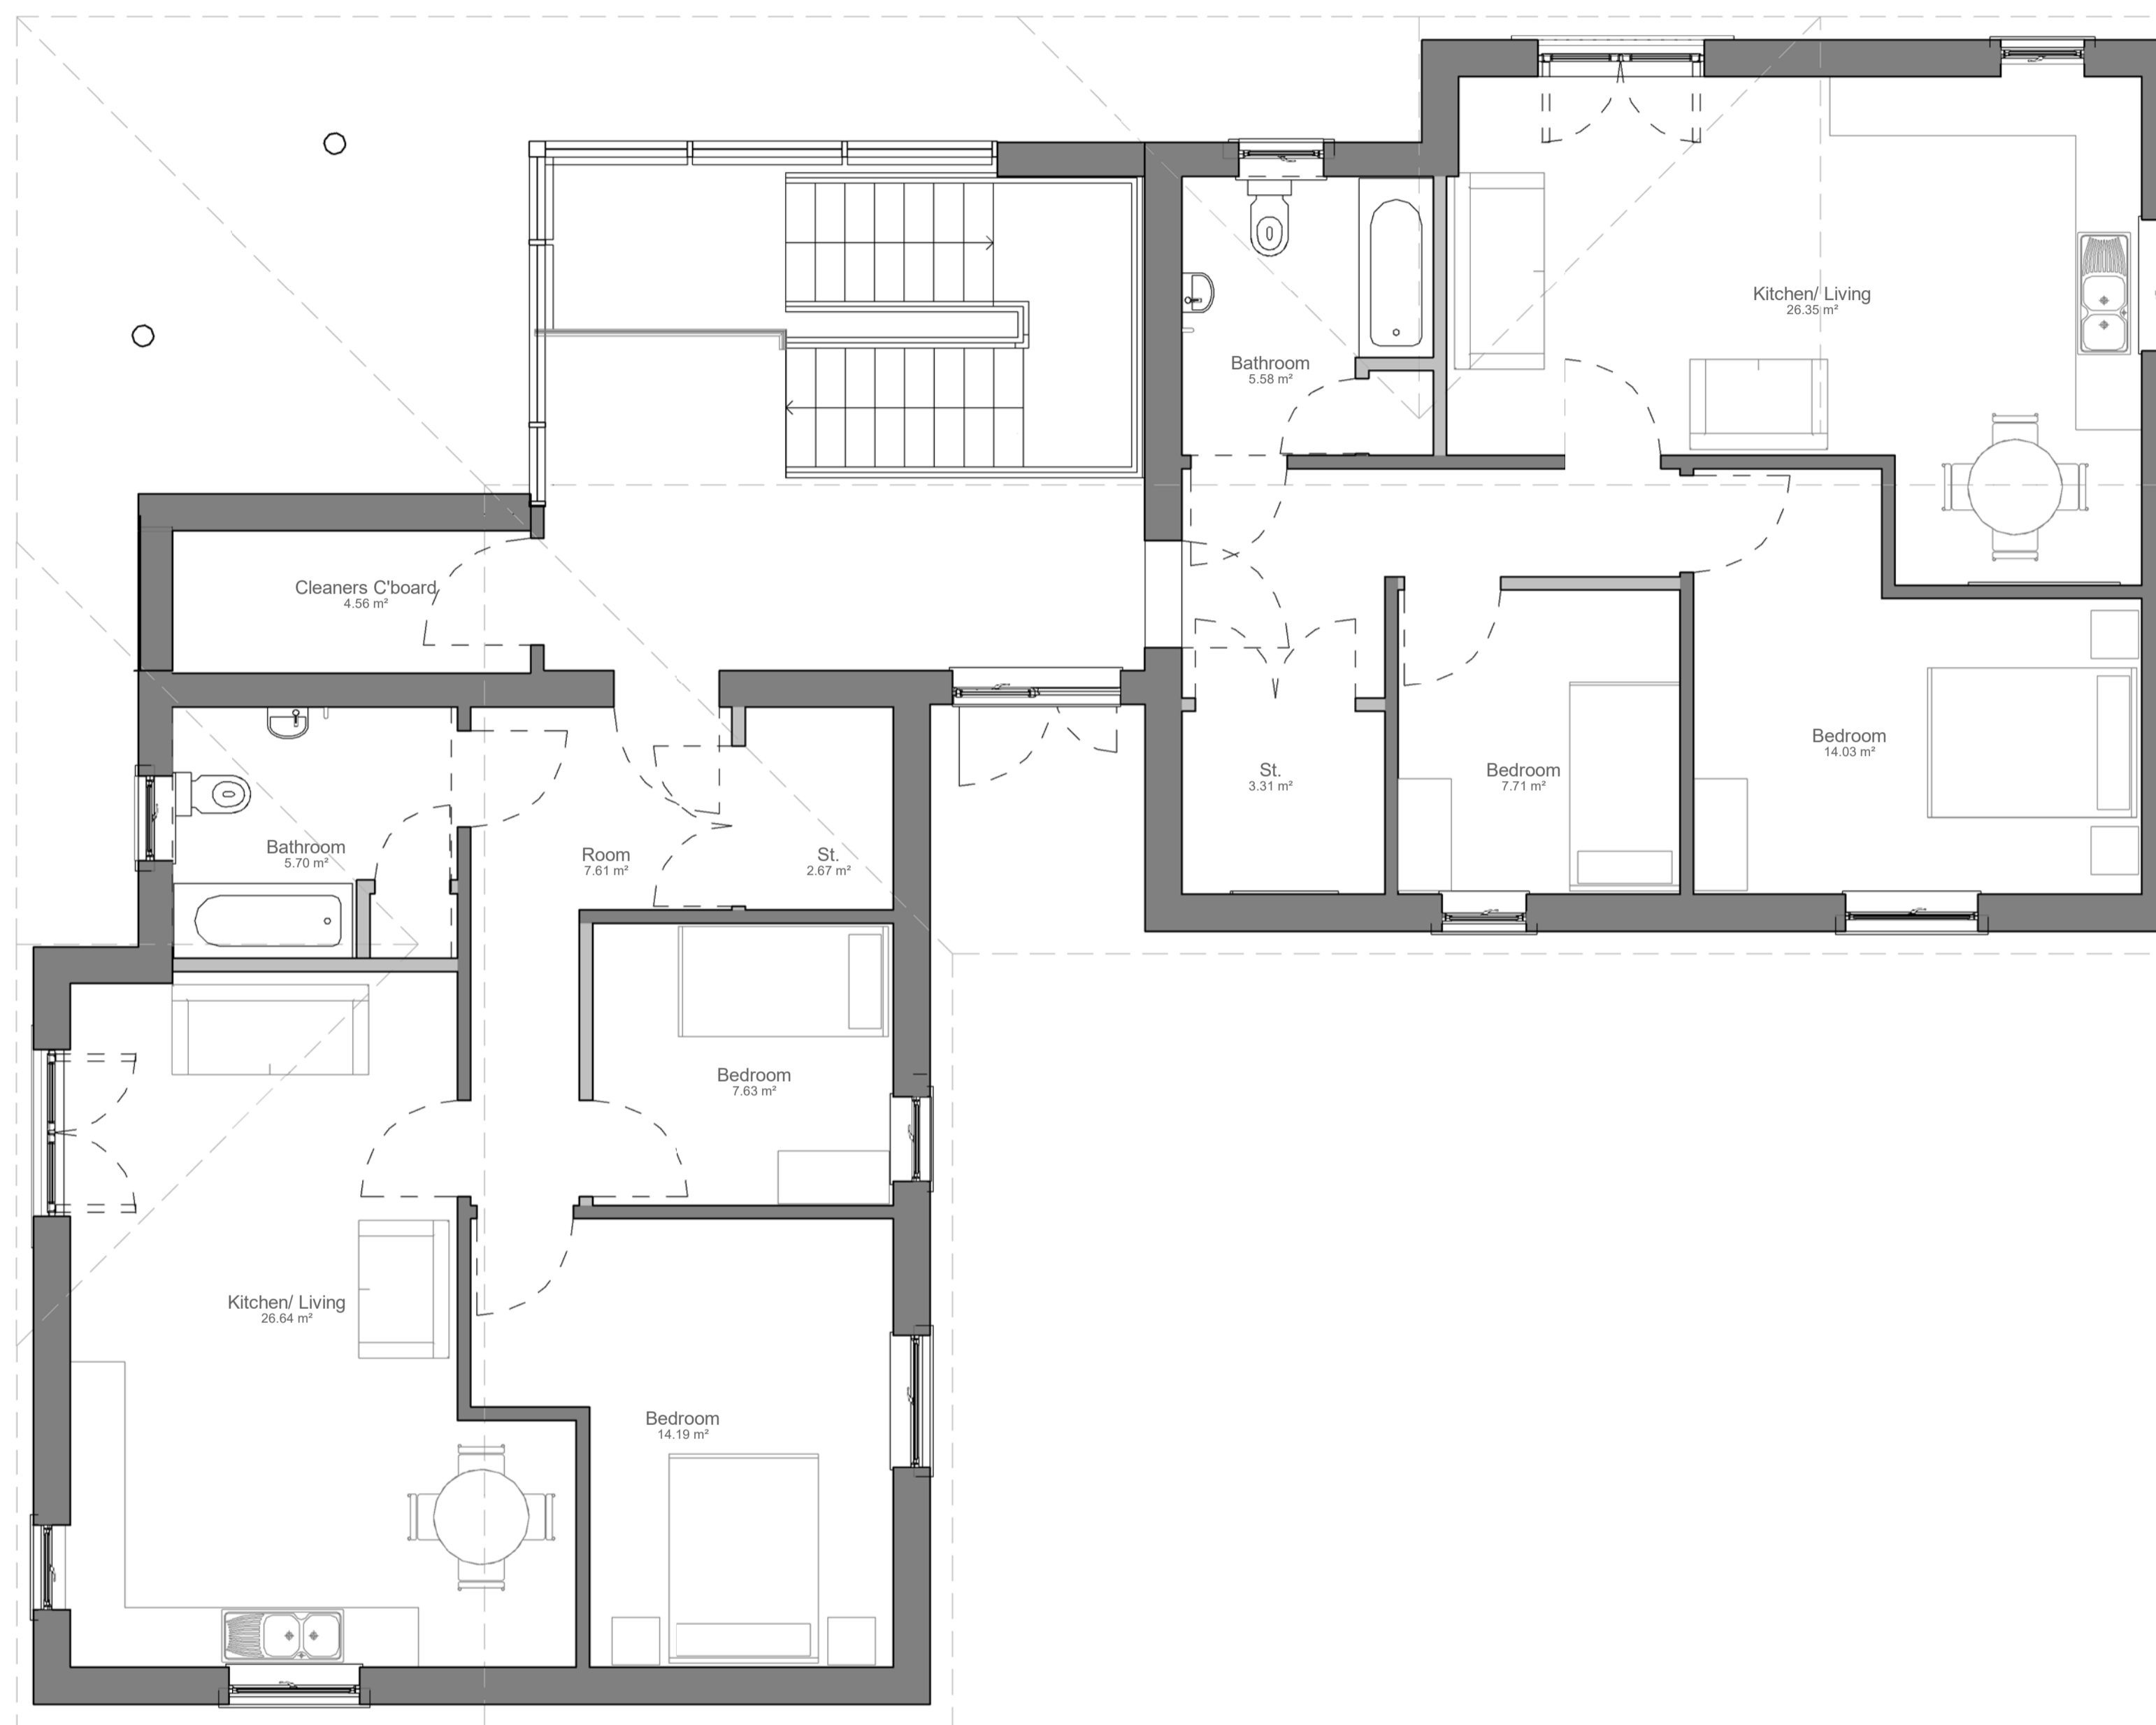 Kitchen/ Living
26.35 m²
Bathroom
5.58 m²
Cleaners C'board
4.56 m²
Bedroom
14.03 m²
St.
3.31 m²
Bedroom
7.71 m²
Bathroom
5.70 m²
Room
7.61 m²
St.
2.67 m²
Bedroom
7.63 m²
Kitchen/ Living
26.64 m²
Bedroom
14.19 m²